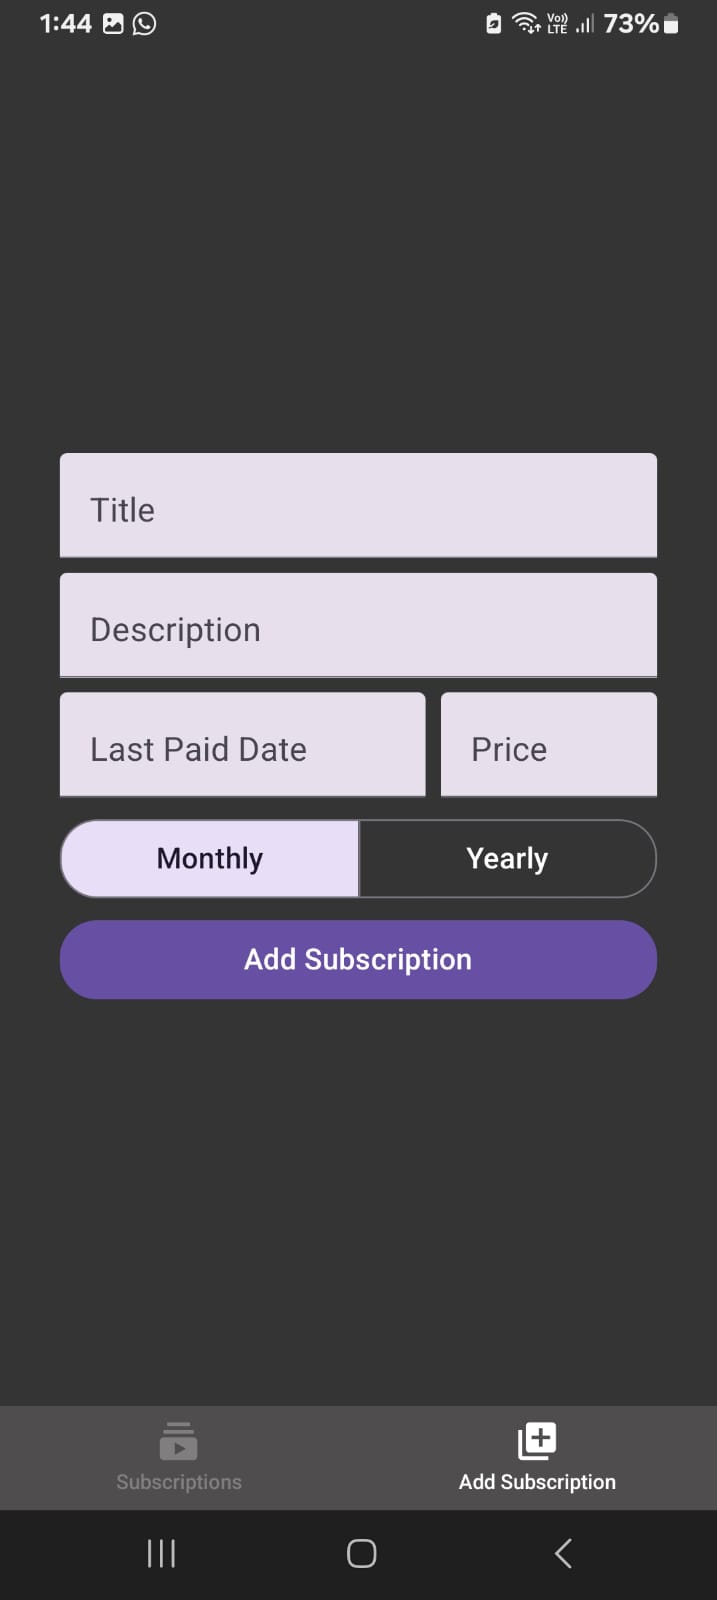 1:44 Vo)) LTE 73%
Title
Description
Last Paid Date Price
Monthly Yearly
Add Subscription
Subscriptions Add Subscription